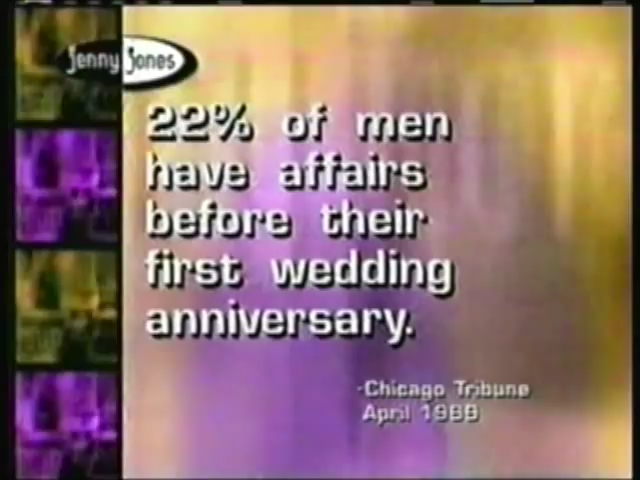 jenny jones
22% of men
have affairs
before their
first wedding
anniversary.
-Chicago Tribune
April